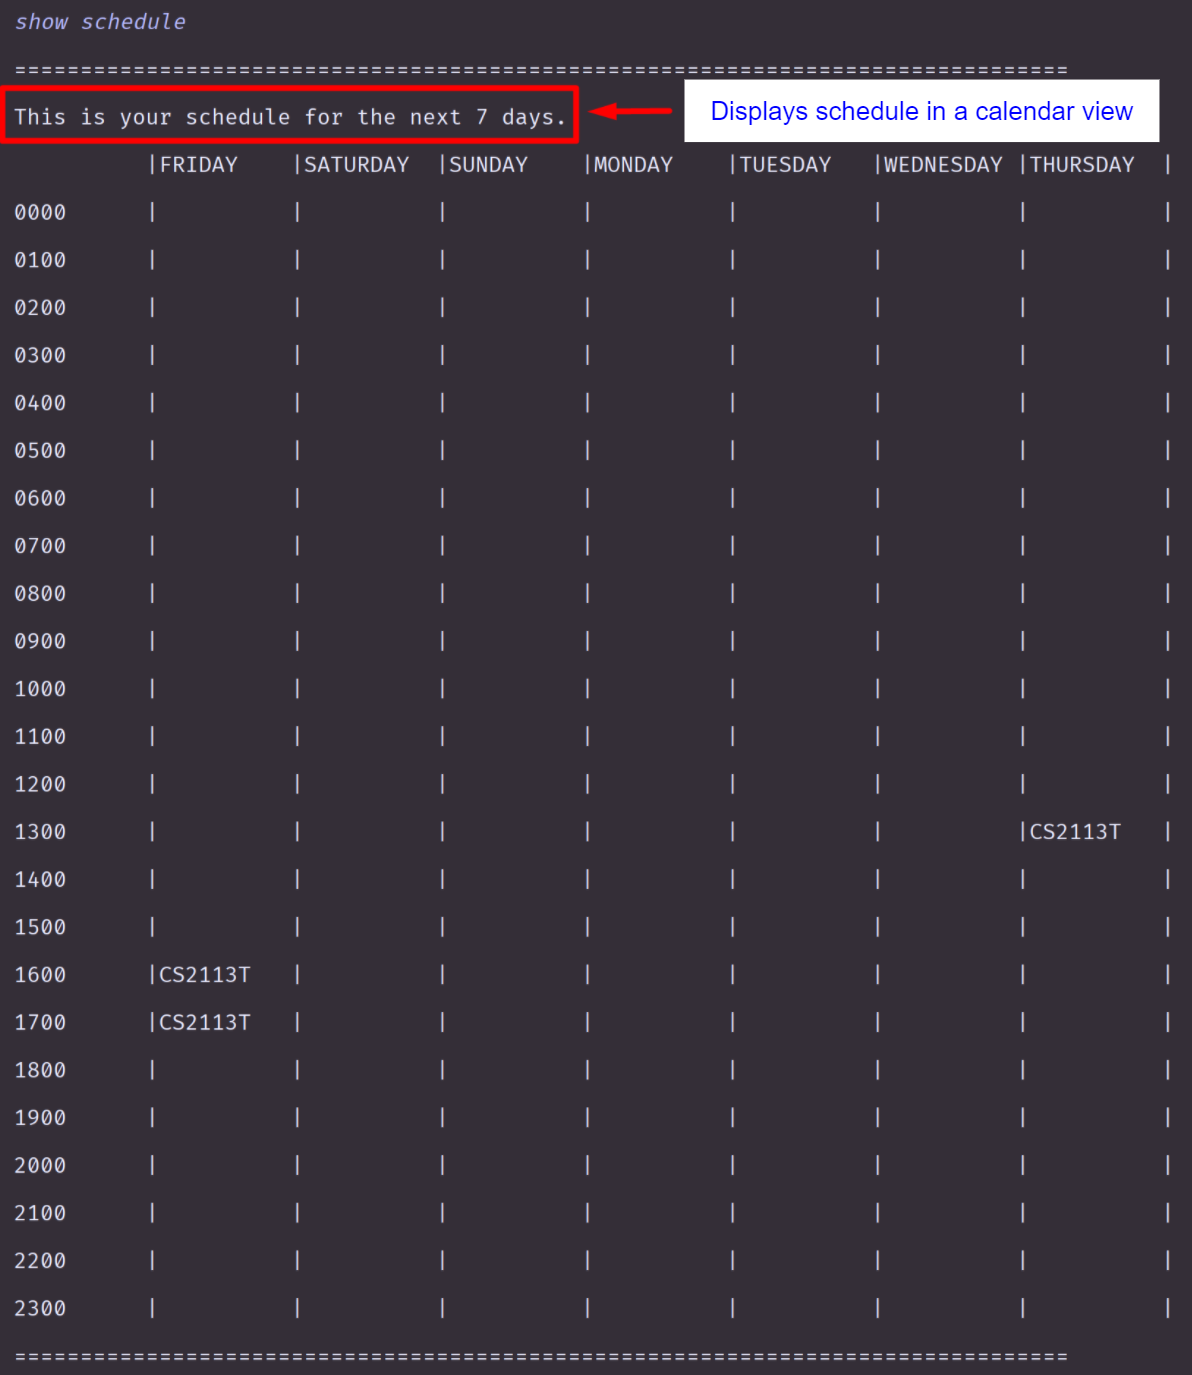 show schedule
================================================================================
This is your schedule for the next 7 days.
Displays schedule in a calendar view
|FRIDAY |SATURDAY |SUNDAY |MONDAY |TUESDAY |WEDNESDAY |THURSDAY |
0000 | | | | | | | |
0100 | | | | | | | |
0200 | | | | | | | |
0300 | | | | | | | |
0400 | | | | | | | |
0500 | | | | | | | |
0600 | | | | | | | |
0700 | | | | | | | |
0800 | | | | | | | |
0900 | | | | | | | |
1000 | | | | | | | |
1100 | | | | | | | |
1200 | | | | | | | |
1300 | | | | | | |CS2113T |
1400 | | | | | | | |
1500 | | | | | | | |
1600 |CS2113T | | | | | | |
1700 |CS2113T | | | | | | |
1800 | | | | | | | |
1900 | | | | | | | |
2000 | | | | | | | |
2100 | | | | | | | |
2200 | | | | | | | |
2300 | | | | | | | |
================================================================================